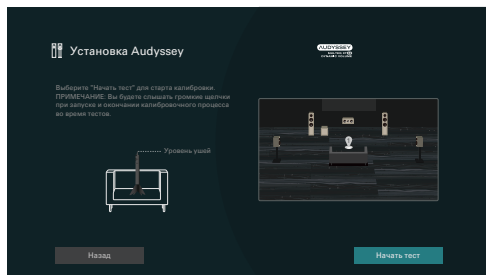 Установка Audyssey
AUDYSSEY
Выберите "Начать тест" для старта калибровки.
ПРИМЕЧАНИЕ: Вы будете слышать громкие щелчки
при запуске и окончании калибровочного процесса
во время тестов.
Уровень ушей
Назад
Начать тест